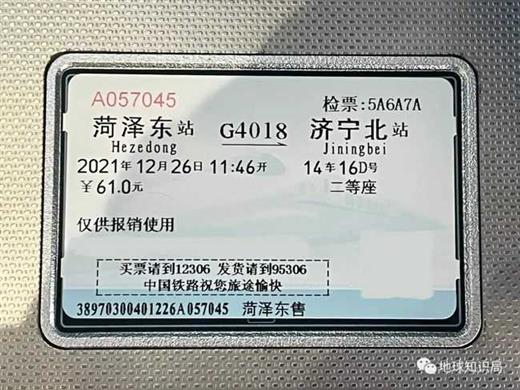 A057045
检票:5A6A7A
菏泽东站 G4018 济宁北站
Hezedong Jiningbei
2021年12月26日 11:46开 14车16D号
￥61.0元 二等座
仅供报销使用
买票请到12306 发货请到95306
中国铁路祝您旅途愉快
38970300401226A057045 菏泽东售
地球知识局